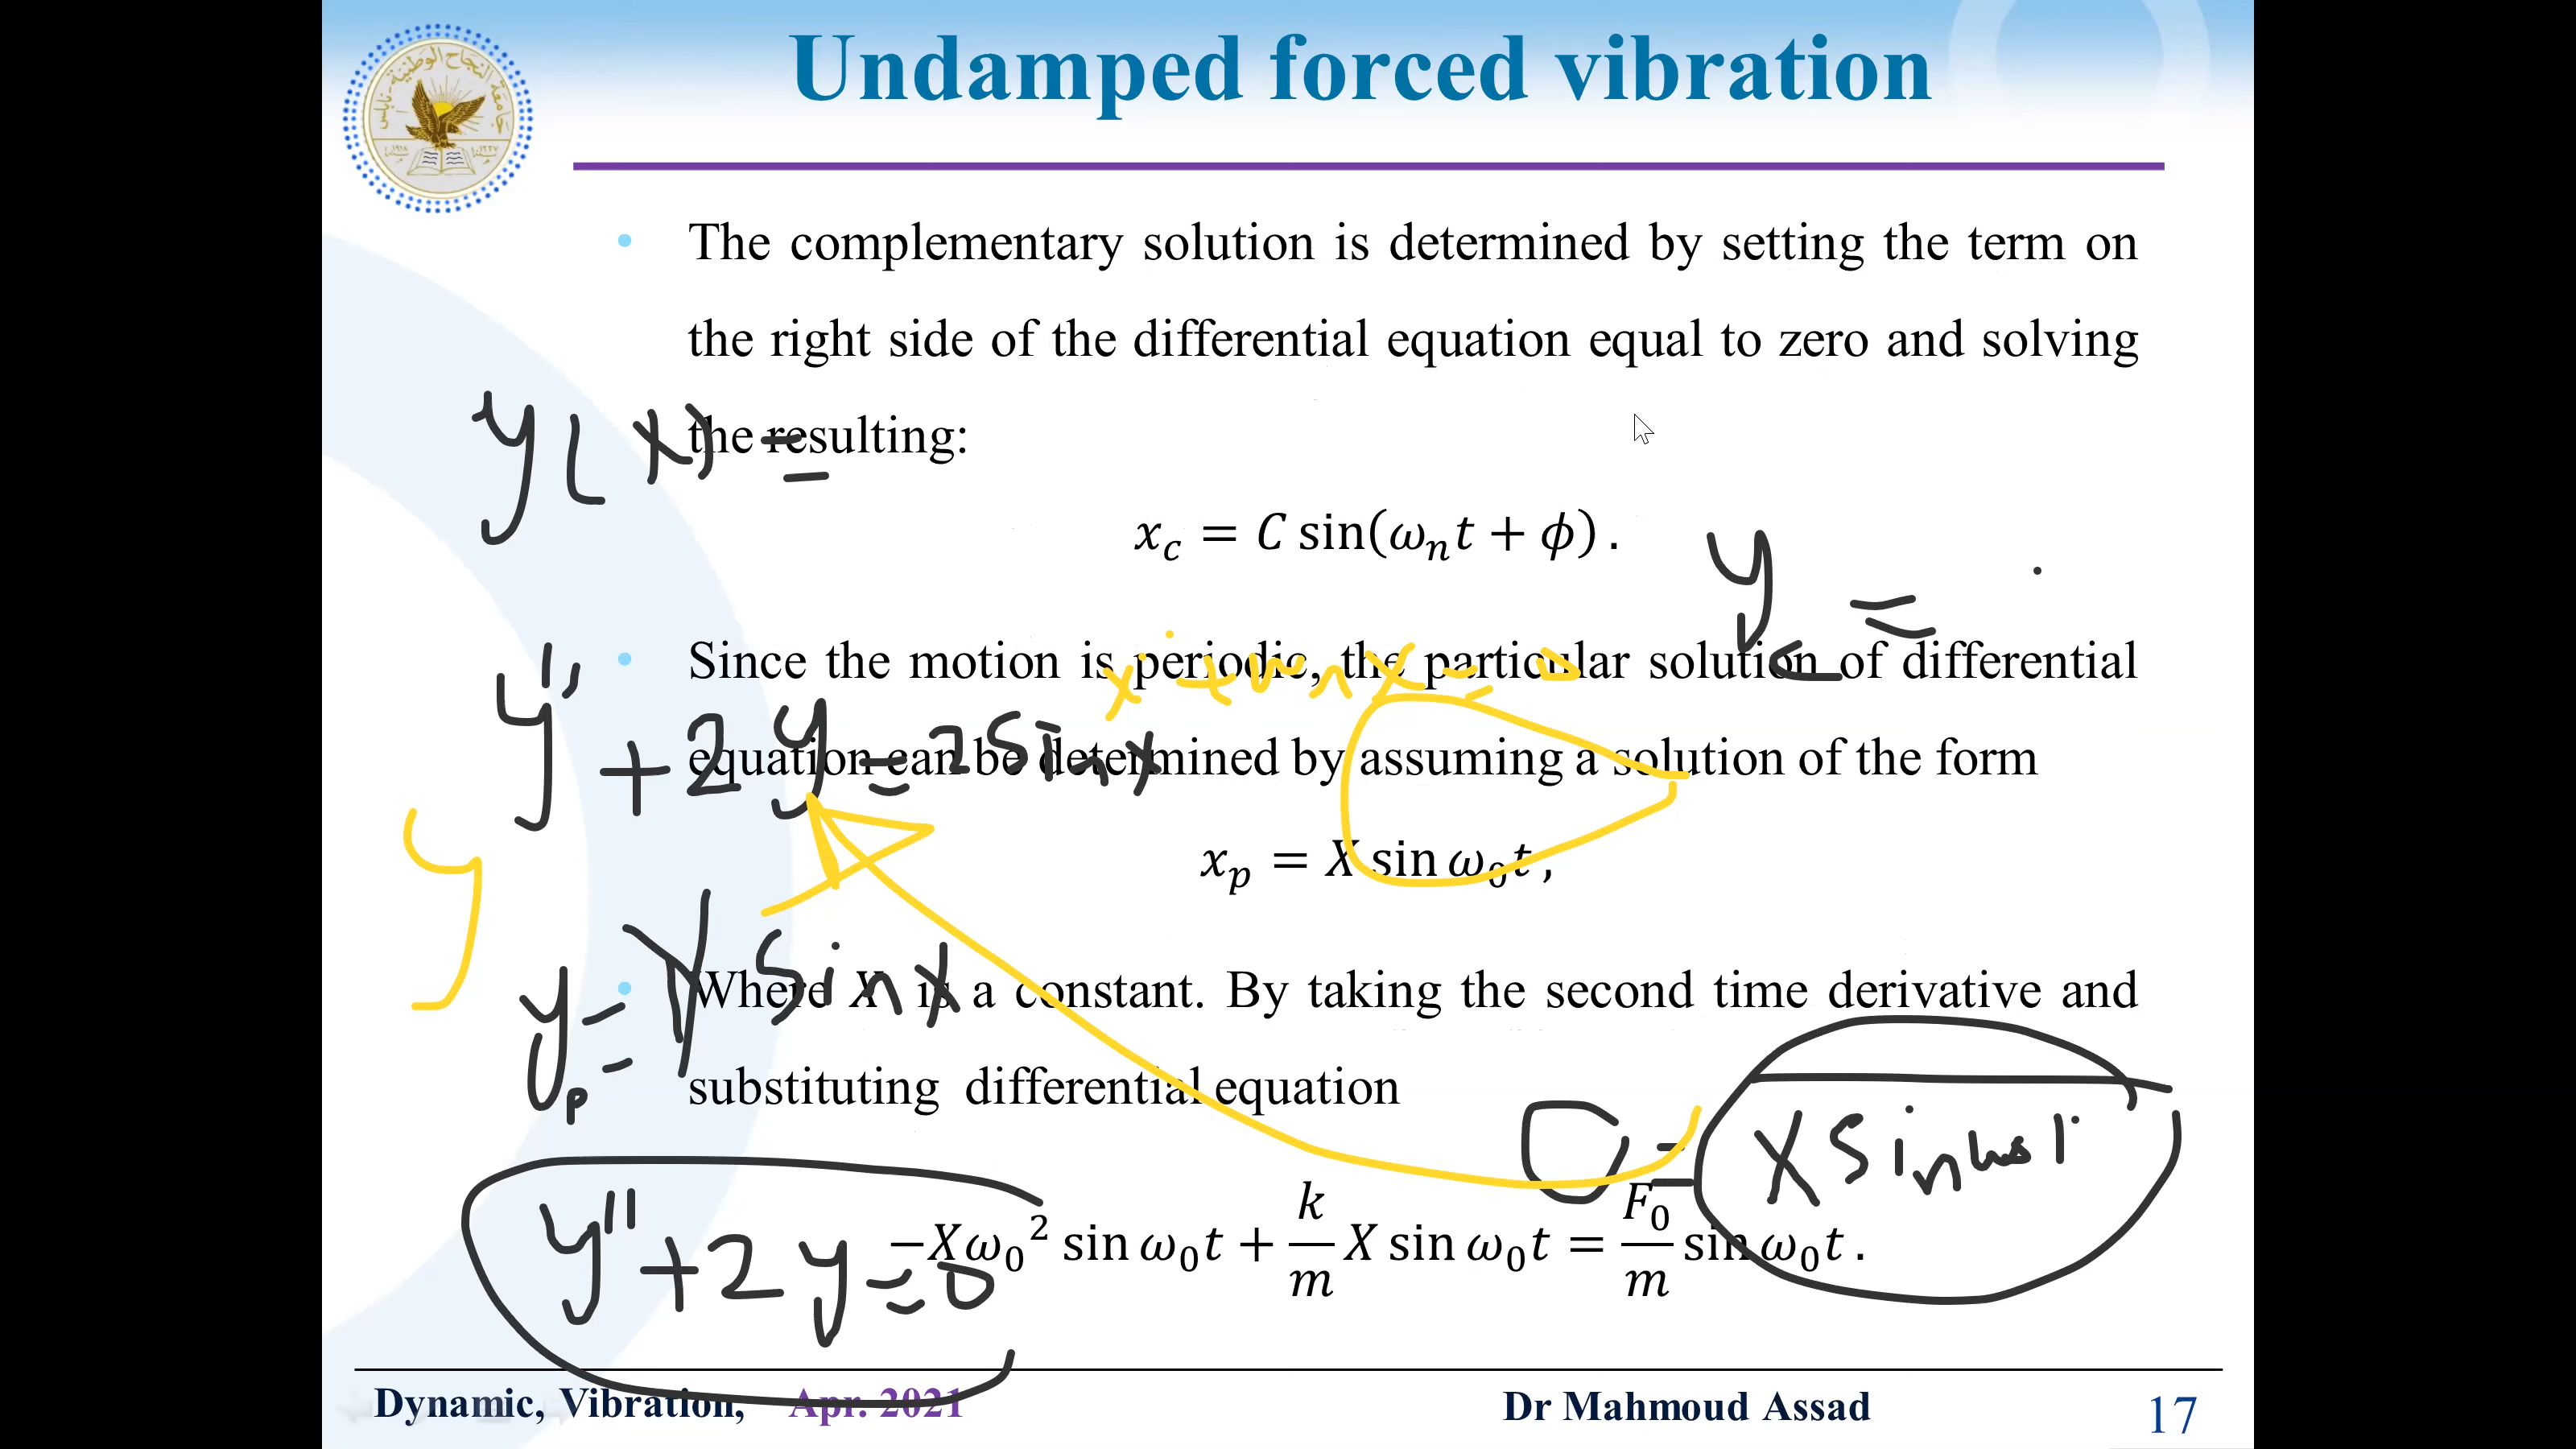 Undamped forced vibration
جامعة النجاح الوطنية - نابلس
• The complementary solution is determined by setting the term on
the right side of the differential equation equal to zero and solving
the resulting:
y(x) =
x_c = C sin(ω_n t + ϕ) .
y_c =
• Since the motion is periodic, the particular solution of differential
equation can be determined by assuming a solution of the form
y'' + 2y = 2 sin x
x_p = X sin ω_0 t ,
y_p = Y sin x
• Where X is a constant. By taking the second time derivative and
substituting differential equation
y'' + 2y = 0
−Xω_0² sin ω_0 t + k/m X sin ω_0 t = F_0/m sin ω_0 t .
Dynamic, Vibration, Apr. 2021
Dr Mahmoud Assad
17